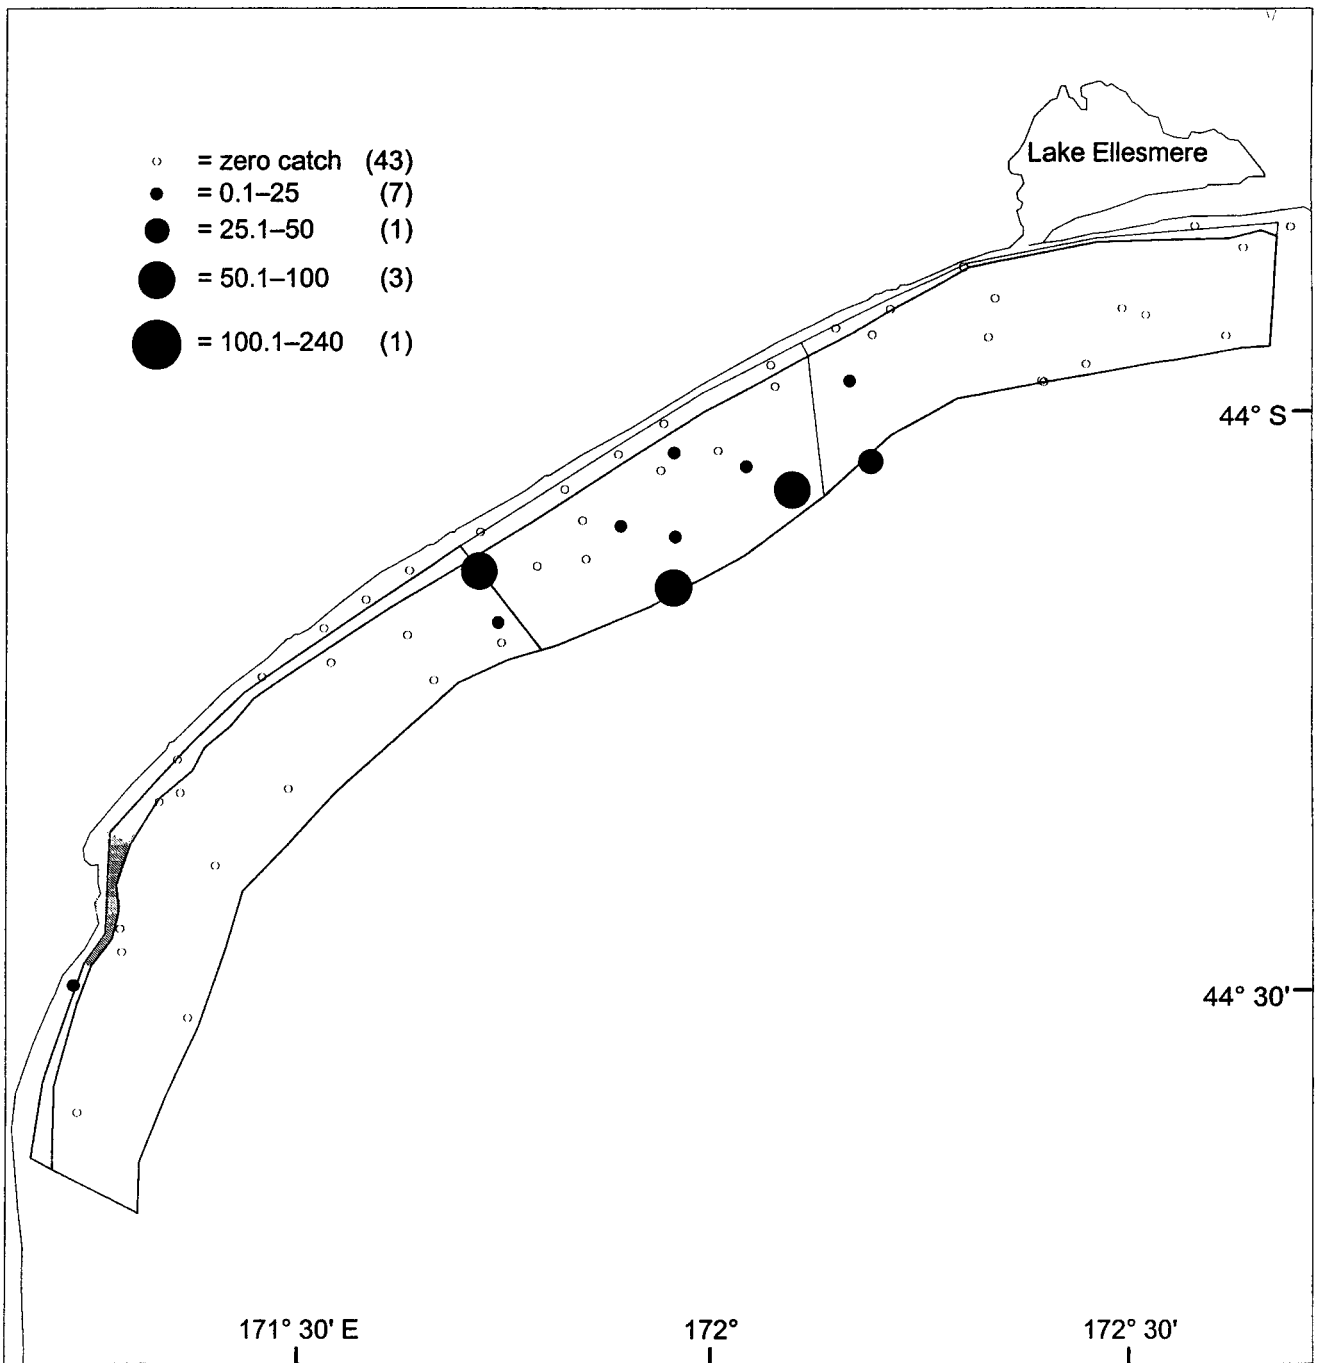 Lake Ellesmere
= zero catch (43)
= 0.1–25 (7)
= 25.1–50 (1)
= 50.1–100 (3)
= 100.1–240 (1)
44° S
44° 30'
171° 30' E 172° 172° 30'